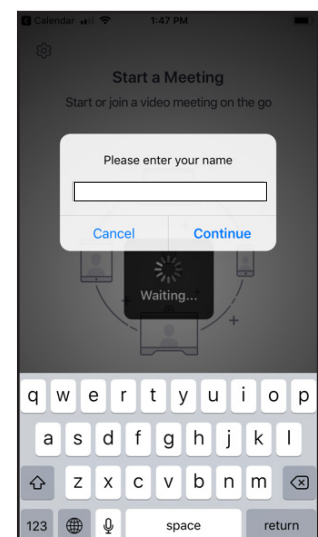 Calendar 1:47 PM
Start a Meeting
Start or join a video meeting on the go
Please enter your name
Cancel Continue
Waiting...
q w e r t y u i o p
a s d f g h j k l
z x c v b n m
123 space return